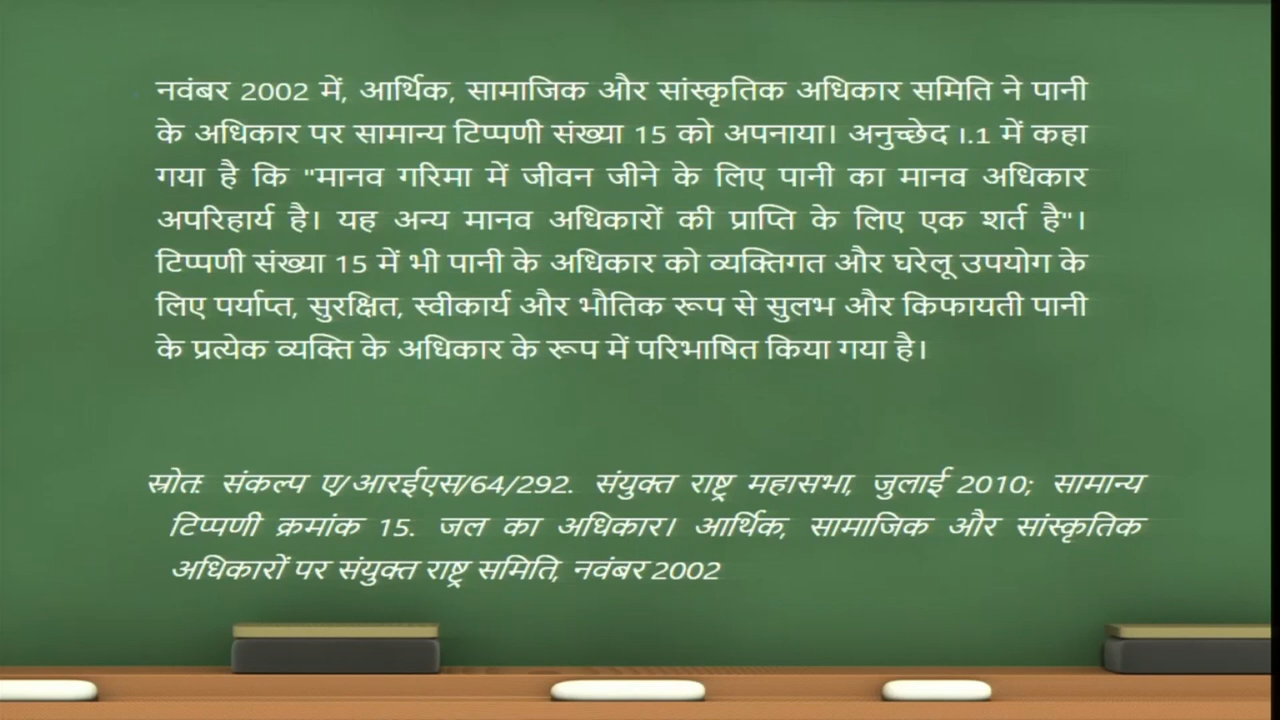 नवंबर 2002 में, आर्थिक, सामाजिक और सांस्कृतिक अधिकार समिति ने पानी
के अधिकार पर सामान्य टिप्पणी संख्या 15 को अपनाया। अनुच्छेद I.1 में कहा
गया है कि "मानव गरिमा में जीवन जीने के लिए पानी का मानव अधिकार
अपरिहार्य है। यह अन्य मानव अधिकारों की प्राप्ति के लिए एक शर्त है"।
टिप्पणी संख्या 15 में भी पानी के अधिकार को व्यक्तिगत और घरेलू उपयोग के
लिए पर्याप्त, सुरक्षित, स्वीकार्य और भौतिक रूप से सुलभ और किफायती पानी
के प्रत्येक व्यक्ति के अधिकार के रूप में परिभाषित किया गया है।
स्रोत: संकल्प ए/आरईएस/64/292. संयुक्त राष्ट्र महासभा, जुलाई 2010; सामान्य
टिप्पणी क्रमांक 15. जल का अधिकार। आर्थिक, सामाजिक और सांस्कृतिक
अधिकारों पर संयुक्त राष्ट्र समिति, नवंबर 2002